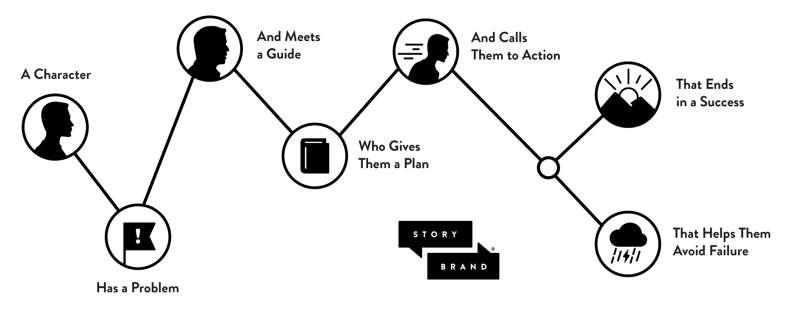 A Character
Has a Problem
And Meets
a Guide
Who Gives
Them a Plan
And Calls
Them to Action
That Ends
in a Success
That Helps Them
Avoid Failure
!
STORY
BRAND
®